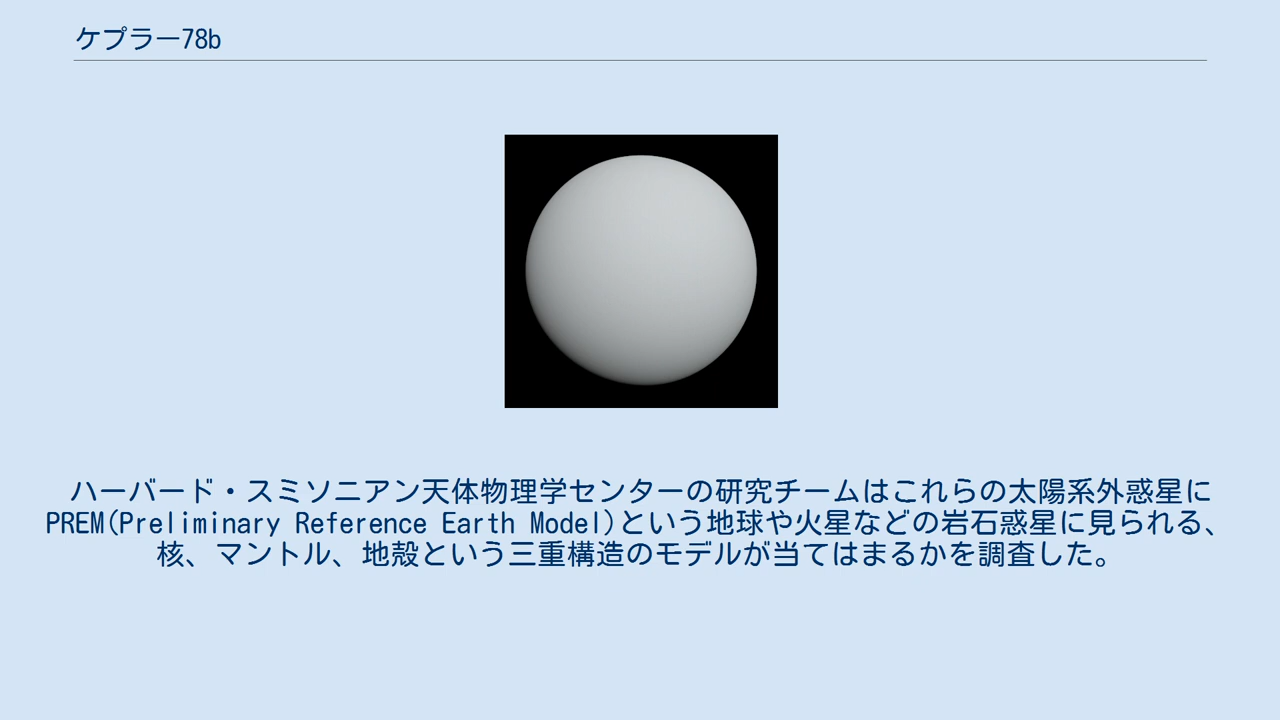 ケプラー78b
ハーバード・スミソニアン天体物理学センターの研究チームはこれらの太陽系外惑星に
PREM(Preliminary Reference Earth Model)という地球や火星などの岩石惑星に見られる、
核、マントル、地殻という三重構造のモデルが当てはまるかを調査した。